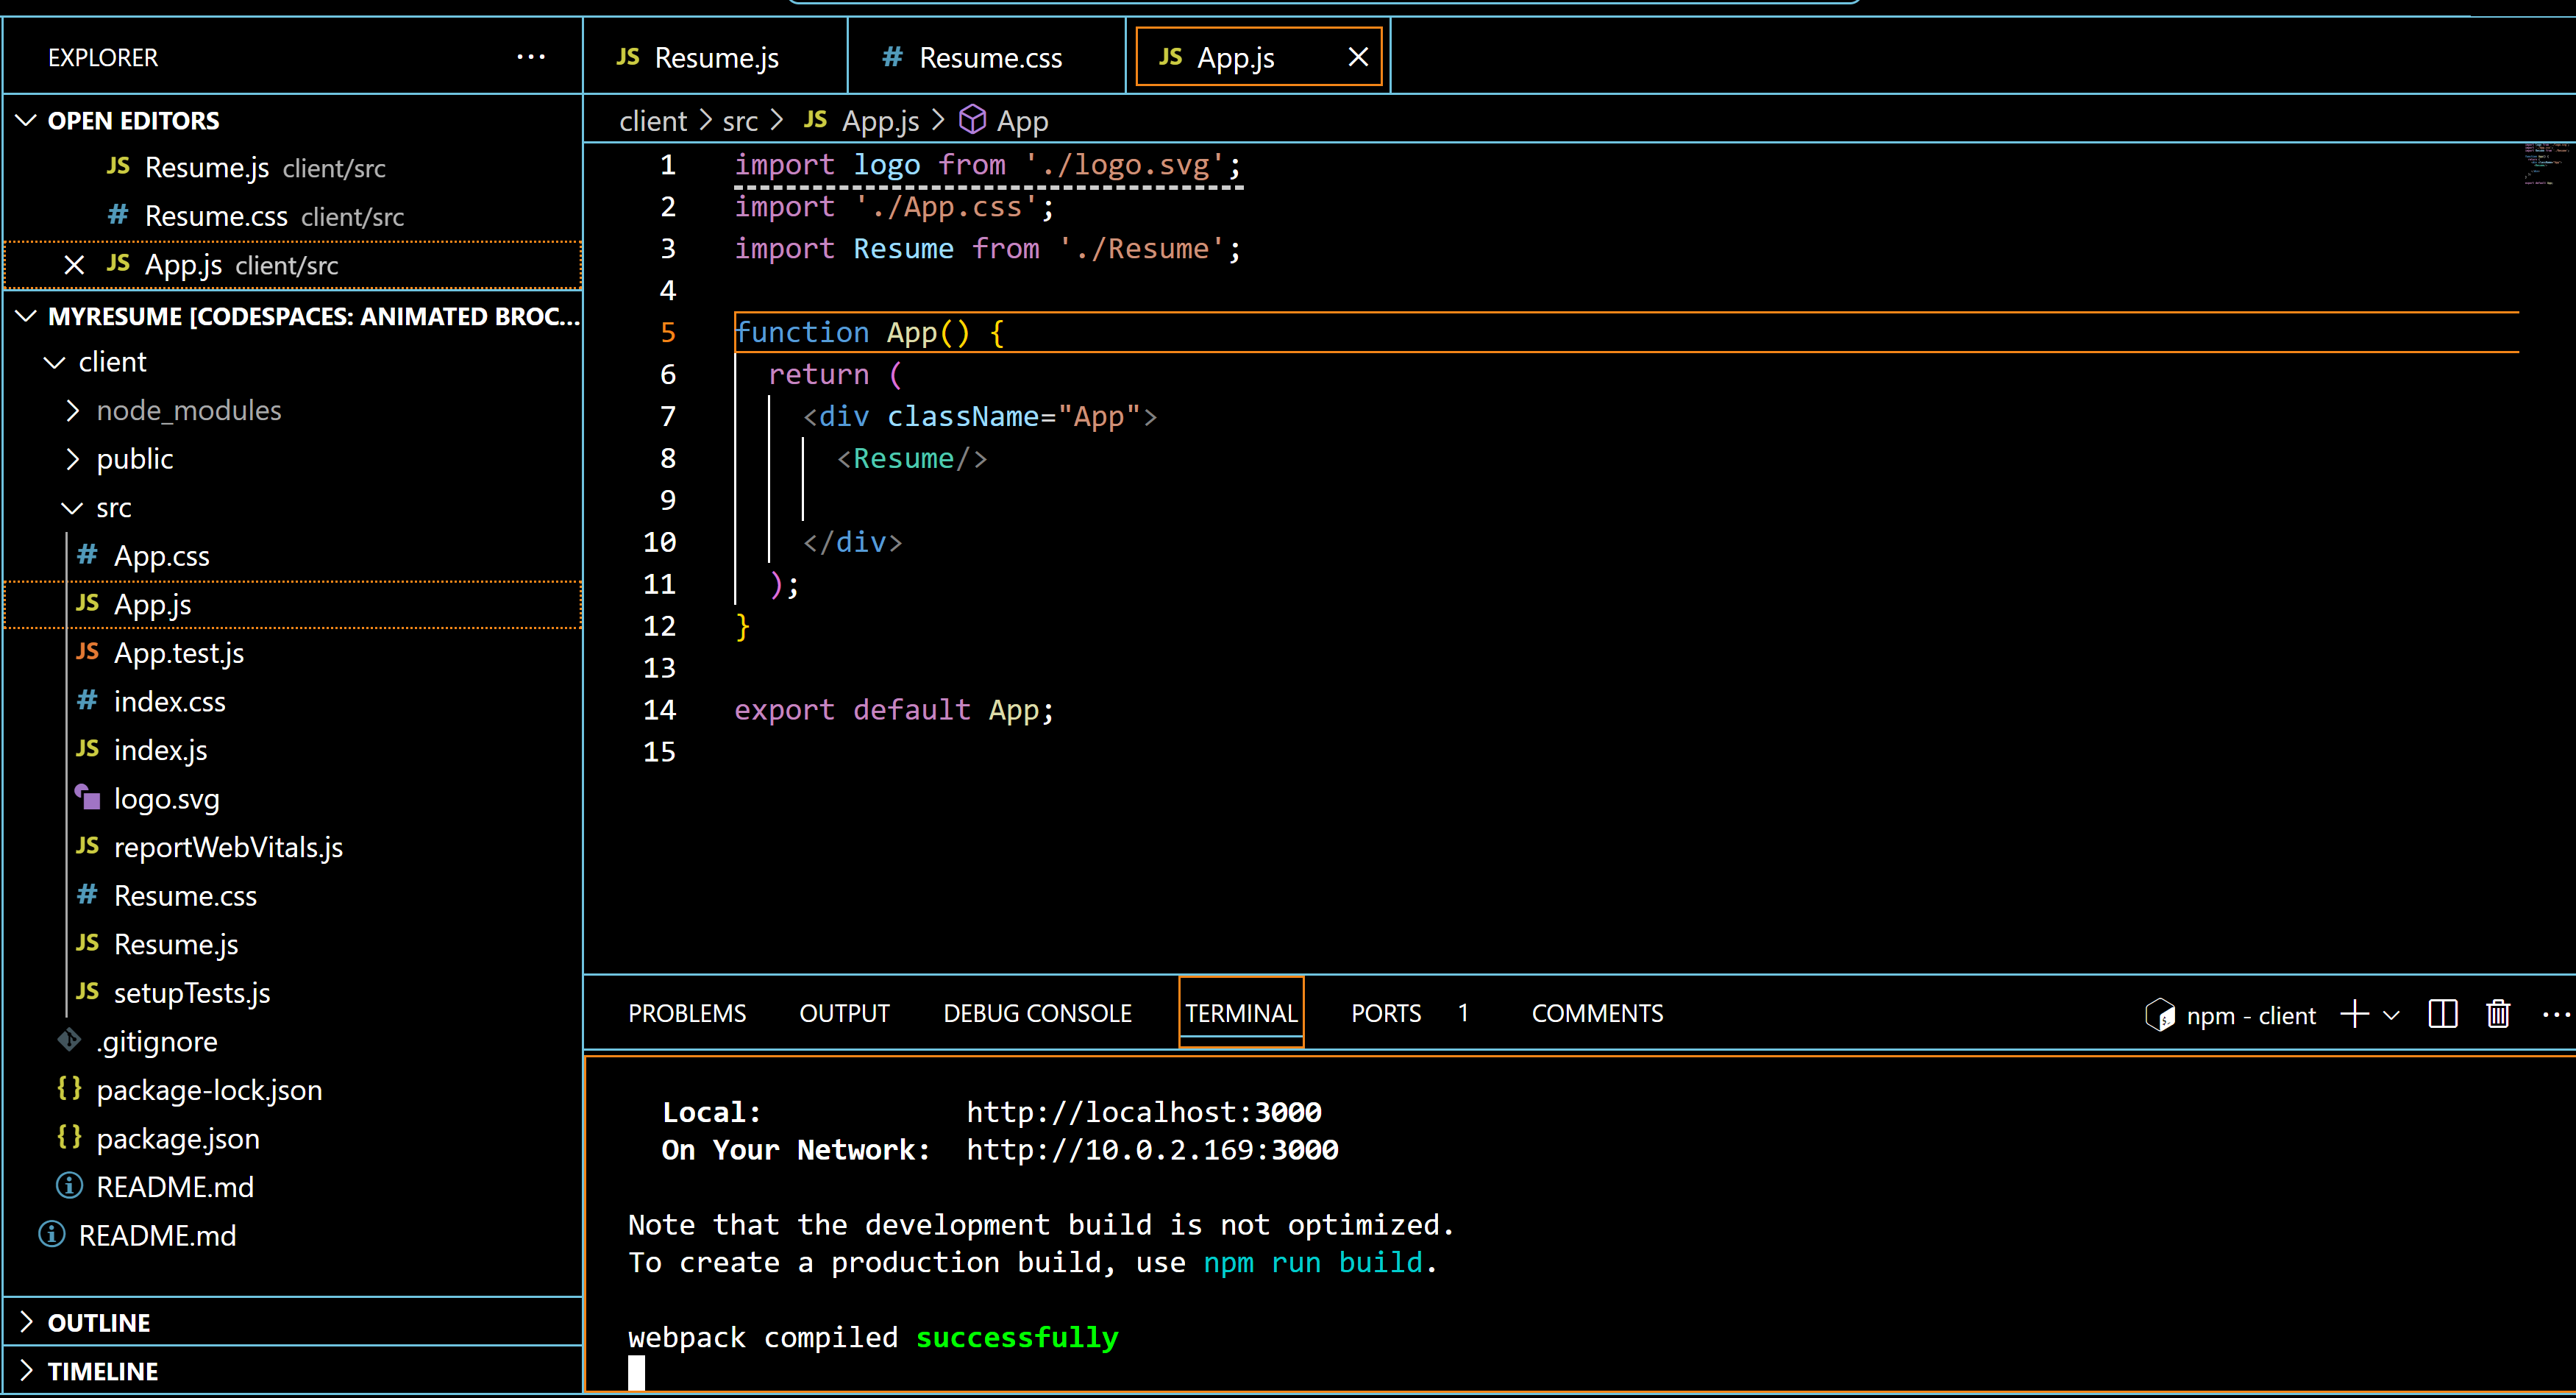 EXPLORER
OPEN EDITORS
JS Resume.js client/src
# Resume.css client/src
JS App.js client/src
MYRESUME [CODESPACES: ANIMATED BROC...
client
node_modules
public
src
# App.css
JS App.js
JS App.test.js
# index.css
JS index.js
logo.svg
JS reportWebVitals.js
# Resume.css
JS Resume.js
JS setupTests.js
.gitignore
{} package-lock.json
{} package.json
README.md
README.md
OUTLINE
TIMELINE
JS Resume.js # Resume.css JS App.js
client > src > JS App.js > App
1 import logo from './logo.svg';
2 import './App.css';
3 import Resume from './Resume';
4
5 function App() {
6 return (
7 <div className="App">
8 <Resume/>
9
10 </div>
11 );
12 }
13
14 export default App;
15
PROBLEMS OUTPUT DEBUG CONSOLE TERMINAL PORTS 1 COMMENTS
npm - client
Local: http://localhost:3000
On Your Network: http://10.0.2.169:3000
Note that the development build is not optimized.
To create a production build, use npm run build.
webpack compiled successfully